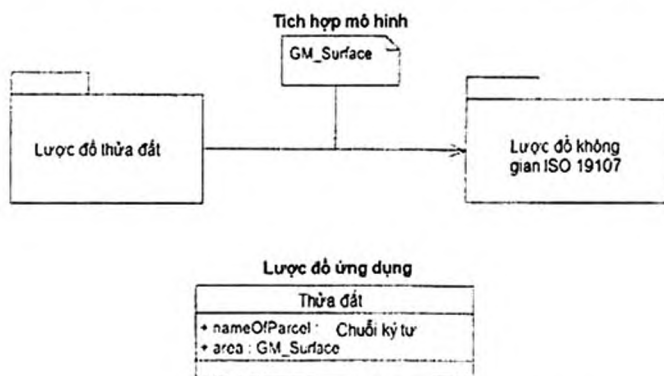 Tích hợp mô hình
GM_Surface
Lược đồ thửa đất
Lược đồ không
gian ISO 19107
Lược đồ ứng dụng
Thửa đất
+ nameOfParcel : Chuỗi ký tư
+ area : GM_Surface